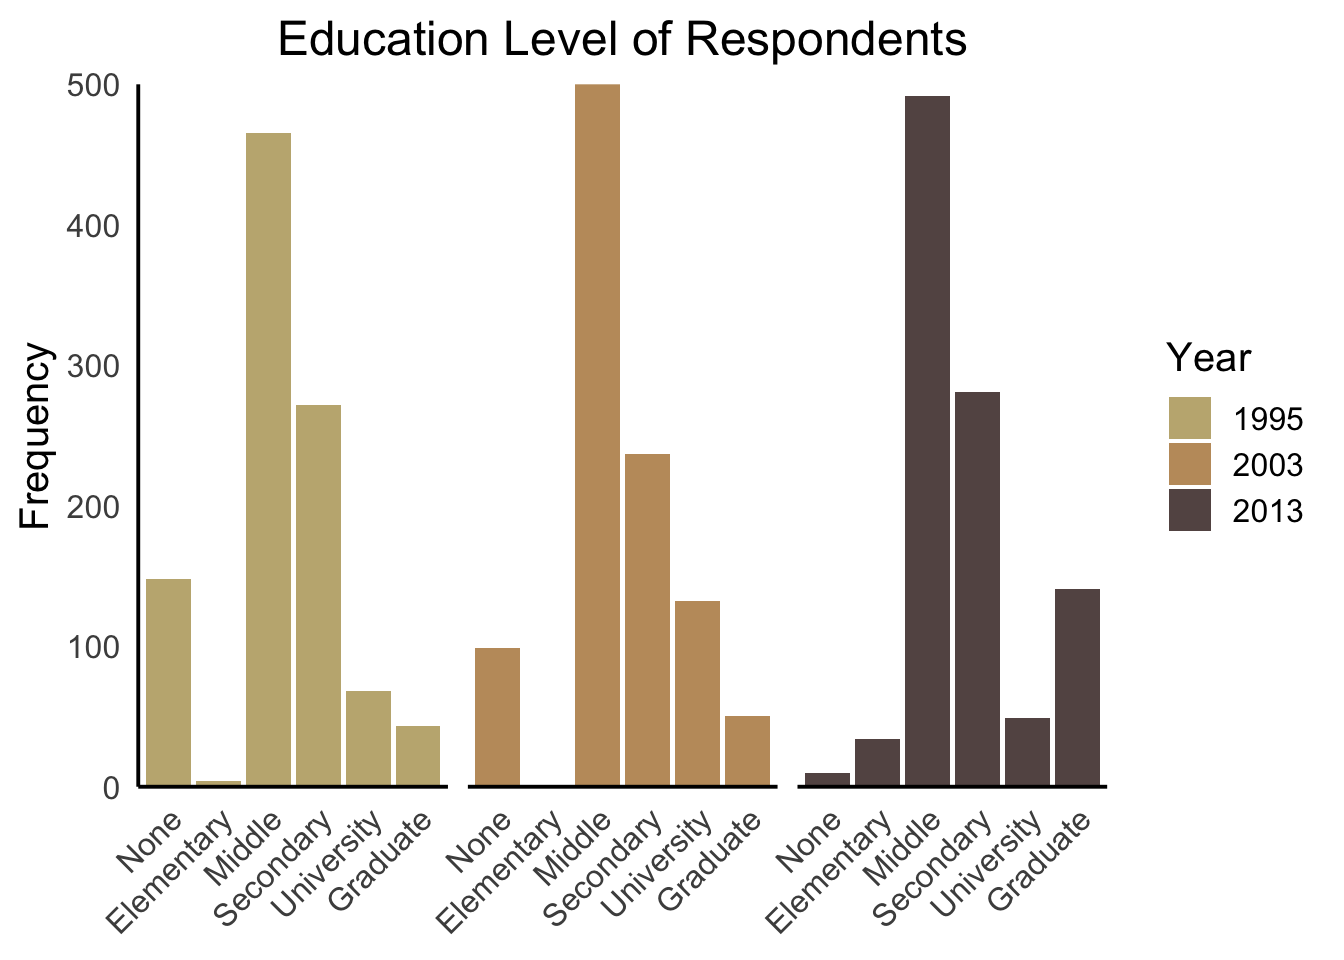 Education Level of Respondents
Frequency
500
400
300
200
100
0
None
Elementary
Middle
Secondary
University
Graduate
None
Elementary
Middle
Secondary
University
Graduate
None
Elementary
Middle
Secondary
University
Graduate
Year
1995
2003
2013